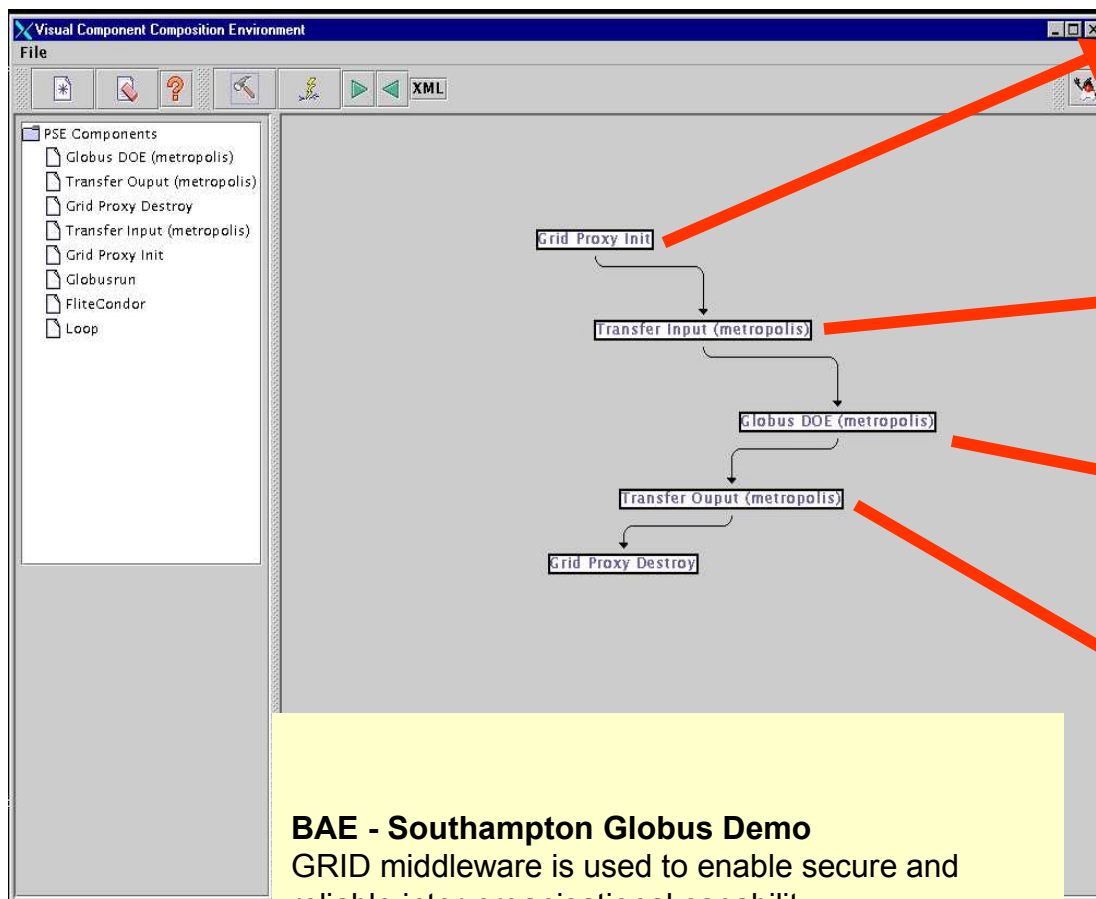 Visual Component Composition Environment
File
XML
PSE Components
Globus DOE (metropolis)
Transfer Ouput (metropolis)
Grid Proxy Destroy
Transfer Input (metropolis)
Grid Proxy Init
Globusrun
FliteCondor
Loop
Grid Proxy Init
Transfer Input (metropolis)
Globus DOE (metropolis)
Transfer Ouput (metropolis)
Grid Proxy Destroy
BAE - Southampton Globus Demo
GRID middleware is used to enable secure and